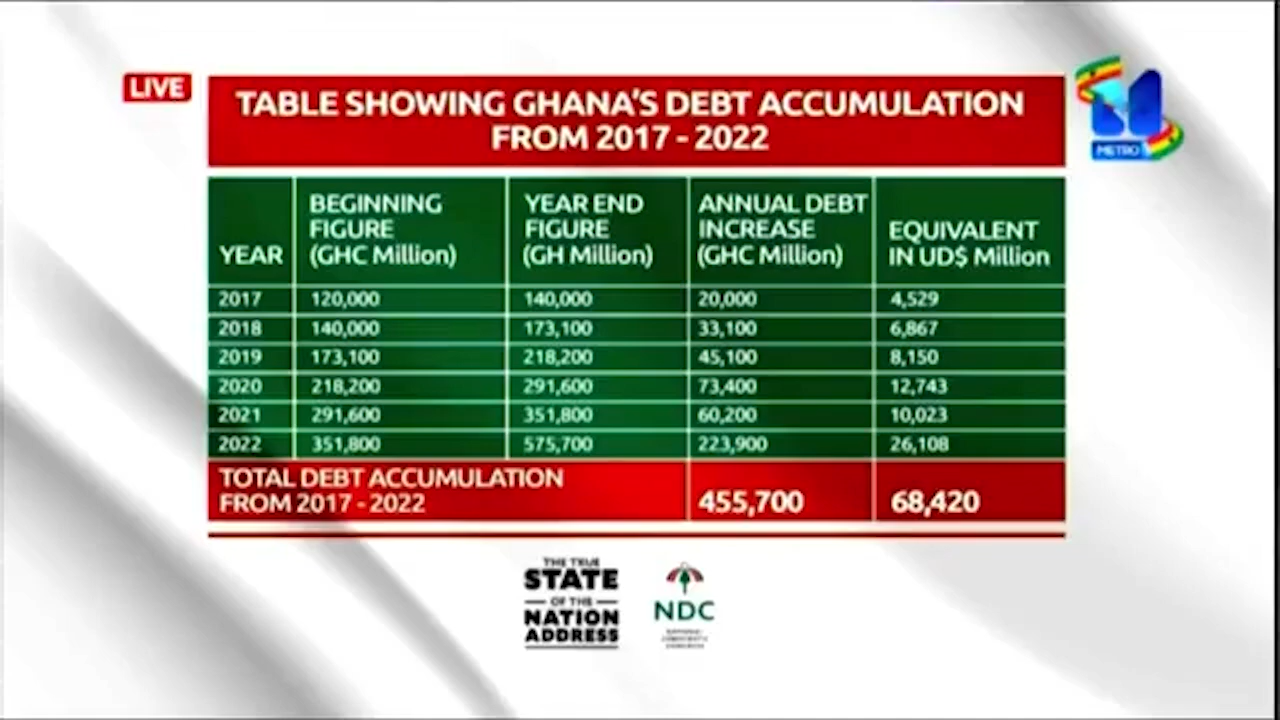 LIVE
TABLE SHOWING GHANA'S DEBT ACCUMULATION
FROM 2017 - 2022
METRO
YEAR
BEGINNING
FIGURE
(GHC Million)
YEAR END
FIGURE
(GH Million)
ANNUAL DEBT
INCREASE
(GHC Million)
EQUIVALENT
IN UD$ Million
2017 120,000 140,000 20,000 4,529
2018 140,000 173,100 33,100 6,867
2019 173,100 218,200 45,100 8,150
2020 218,200 291,600 73,400 12,743
2021 291,600 351,800 60,200 10,023
2022 351,800 575,700 223,900 26,108
TOTAL DEBT ACCUMULATION
FROM 2017 - 2022
455,700 68,420
THE TRUE
STATE
OF THE
NATION
ADDRESS
NDC